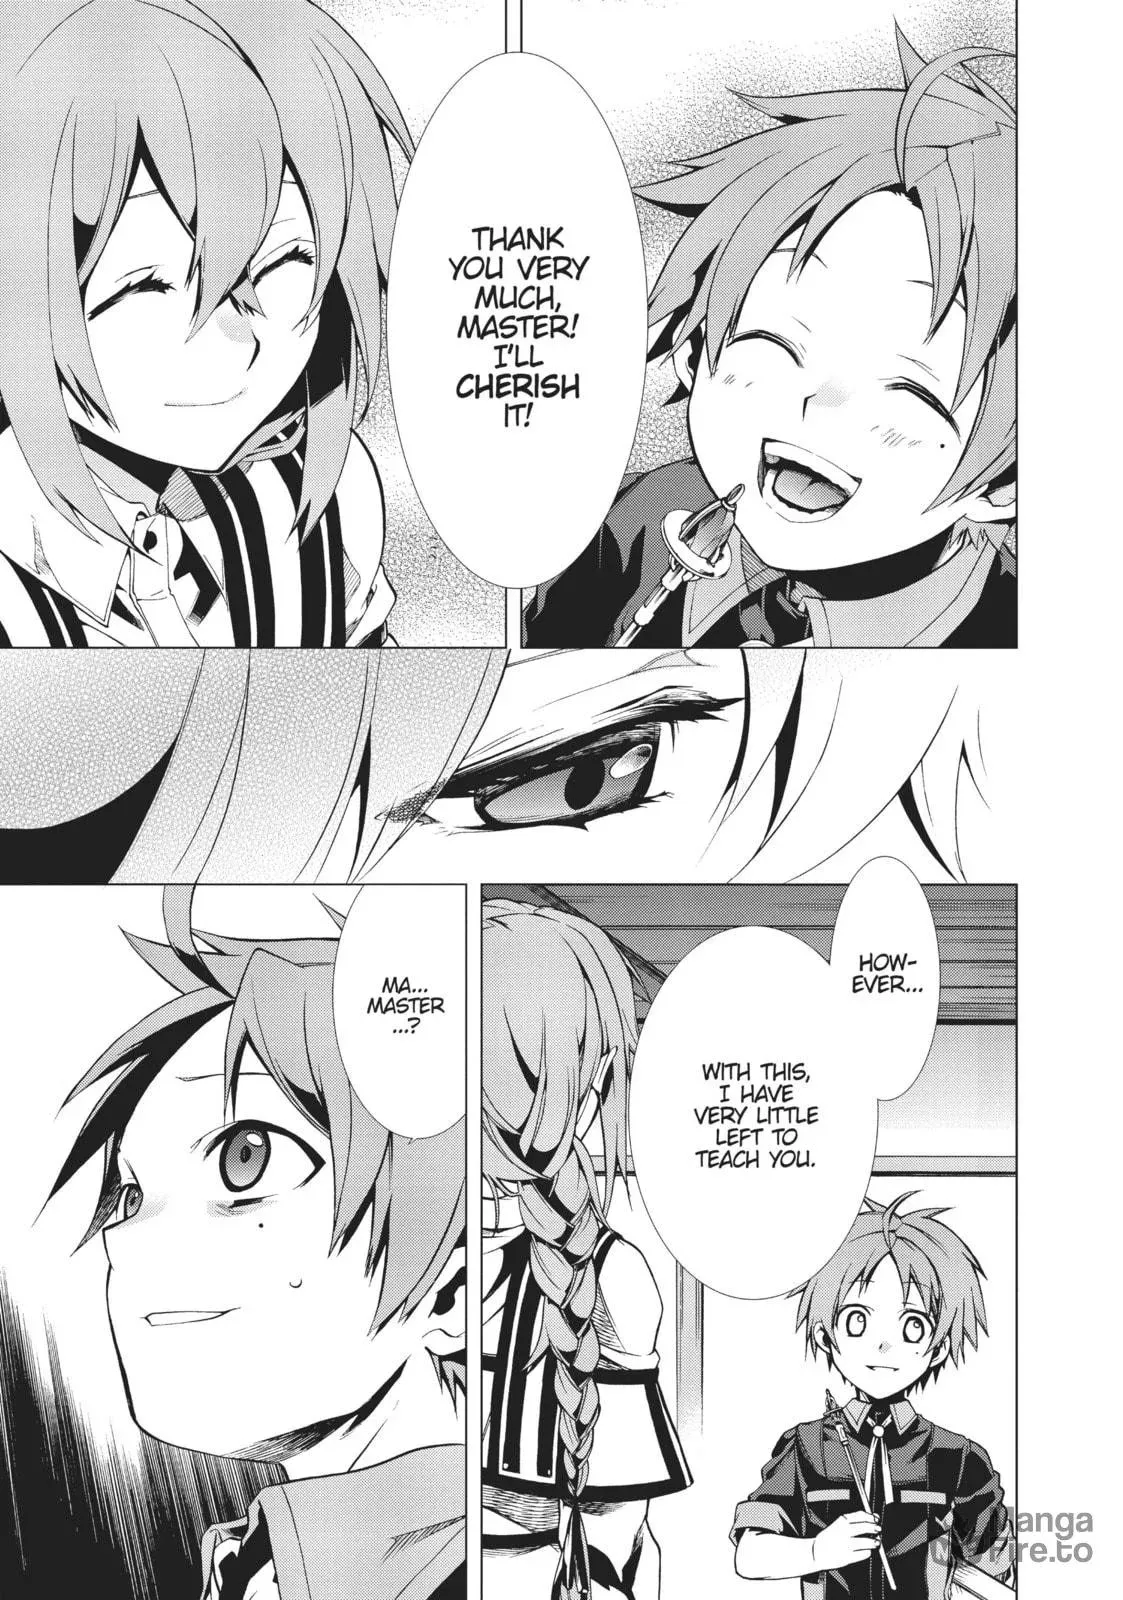 THANK
YOU VERY
MUCH,
MASTER!
I'LL
CHERISH
IT!
HOW-
EVER...
WITH THIS,
I HAVE
VERY LITTLE
LEFT TO
TEACH YOU.
MA...
MASTER
...?
Manga
Fire.to